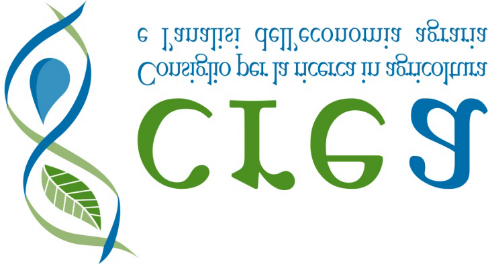 crea
Consiglio per la ricerca in agricoltura
e l'analisi dell'economia agraria